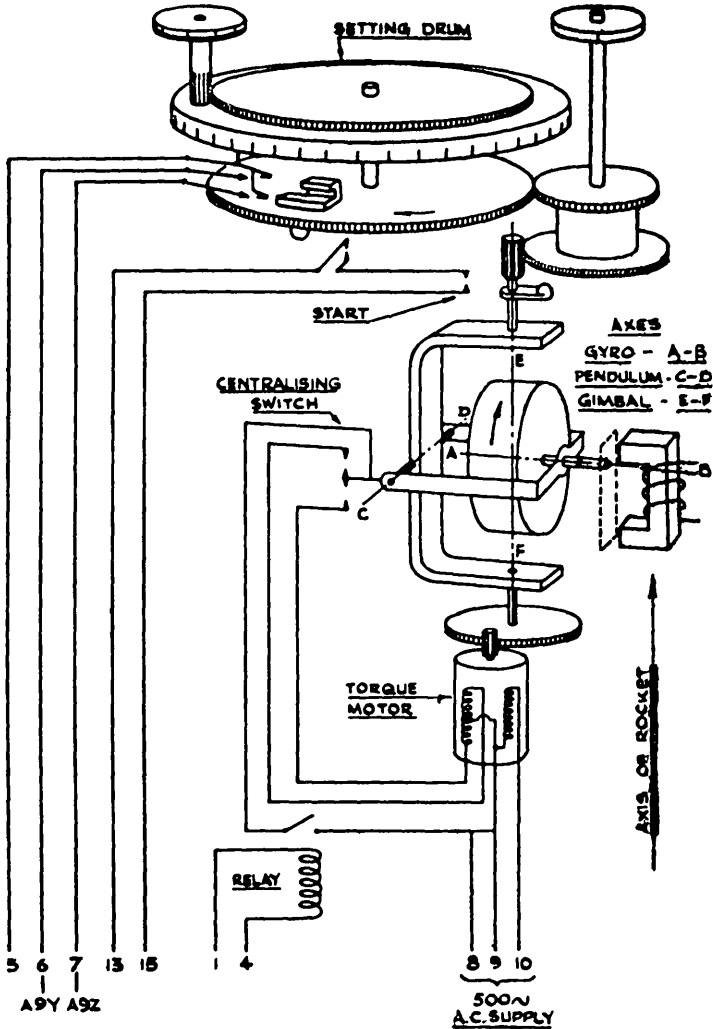 SETTING DRUM
START
AXES
GYRO - A-B
PENDULUM - C-D
GIMBAL - E-F
CENTRALISING
SWITCH
E
D
A
B
C
F
TORQUE
MOTOR
AXIS OF ROCKET
RELAY
5 6 7 13 15 1 4 8 9 10
A9Y A9Z
500~
A.C. SUPPLY